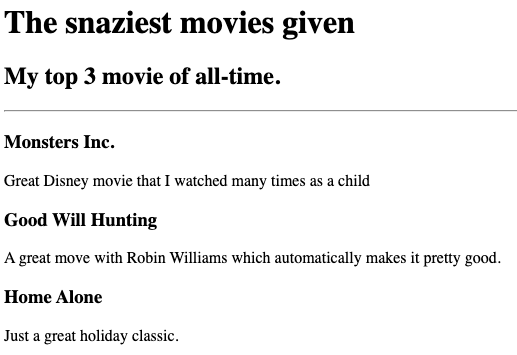 The snaziest movies given
My top 3 movie of all-time.
Monsters Inc.
Great Disney movie that I watched many times as a child
Good Will Hunting
A great move with Robin Williams which automatically makes it pretty good.
Home Alone
Just a great holiday classic.